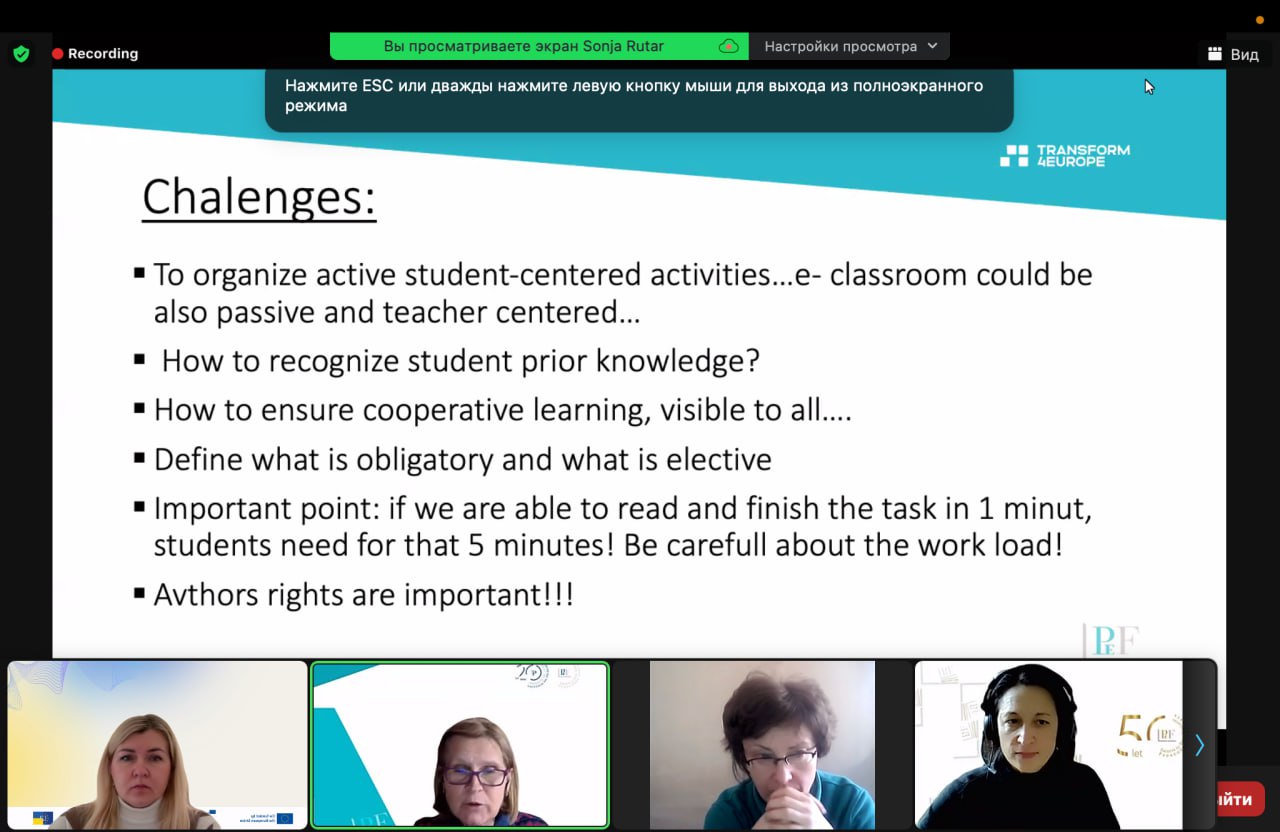 Recording
Вы просматриваете экран Sonja Rutar
Настройки просмотра
Вид
Нажмите ESC или дважды нажмите левую кнопку мыши для выхода из полноэкранного
режима
TRANSFORM
4EUROPE
Chalenges:
To organize active student-centered activities...e- classroom could be
also passive and teacher centered...
How to recognize student prior knowledge?
How to ensure cooperative learning, visible to all....
Define what is obligatory and what is elective
Important point: if we are able to read and finish the task in 1 minut,
students need for that 5 minutes! Be carefull about the work load!
Avthors rights are important!!!
PEF
let
йти